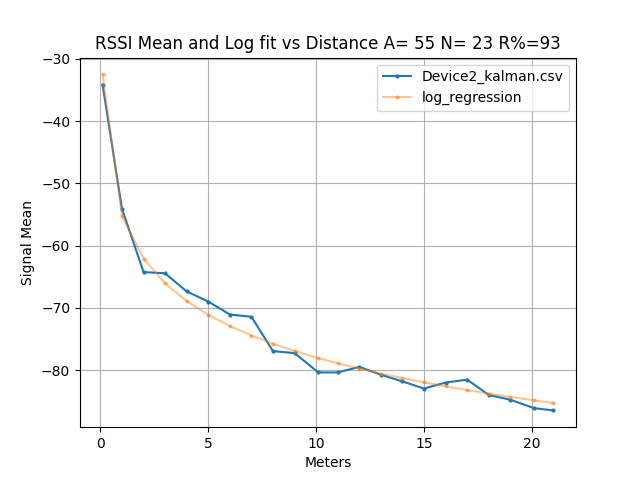 RSSI Mean and Log fit vs Distance A= 55 N= 23 R%=93
Device2_kalman.csv
log_regression
Signal Mean
−30
−40
−50
−60
−70
−80
0 5 10 15 20
Meters